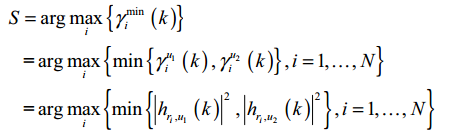 S = arg max_i {γ_i^min (k)}
= arg max_i {min{γ_i^{u_1} (k), γ_i^{u_2} (k)}, i = 1,..., N}
= arg max_i {min{|h_{r_i,u_1} (k)|^2, |h_{r_i,u_2} (k)|^2}, i = 1,..., N}